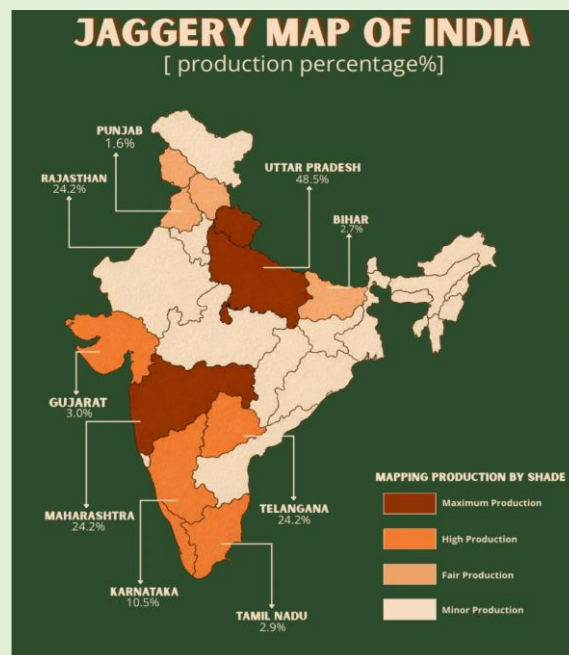 JAGGERY MAP OF INDIA
[ production percentage%]
PUNJAB
1.6%
RAJASTHAN
24.2%
UTTAR PRADESH
48.5%
BIHAR
2.7%
GUJARAT
3.0%
MAHARASHTRA
24.2%
TELANGANA
24.2%
KARNATAKA
10.5%
TAMIL NADU
2.9%
MAPPING PRODUCTION BY SHADE
Maximum Production
High Production
Fair Production
Minor Production